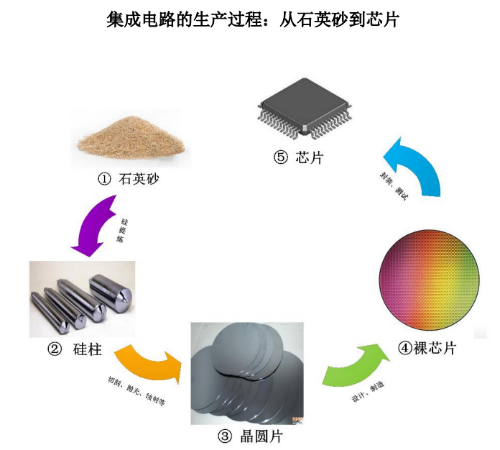 集成电路的生产过程：从石英砂到芯片
① 石英砂
硅提炼
② 硅柱
切割、抛光、蚀刻等
③ 晶圆片
设计、制造
④裸芯片
封装、测试
⑤ 芯片